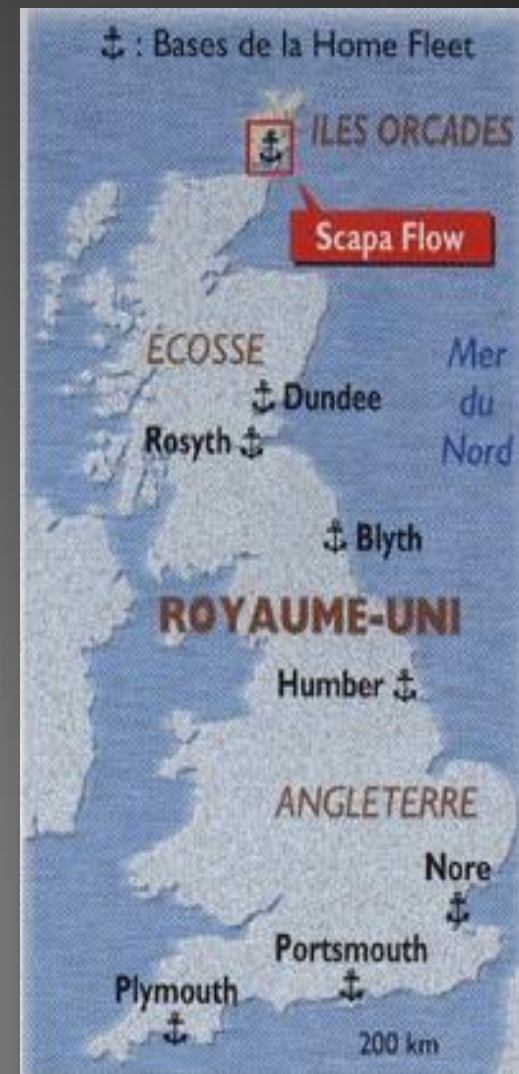 ⚓ : Bases de la Home Fleet
ILES ORCADES
Scapa Flow
ÉCOSSE
Mer
du
Nord
Dundee
Rosyth
Blyth
ROYAUME-UNI
Humber
ANGLETERRE
Nore
Portsmouth
Plymouth
200 km